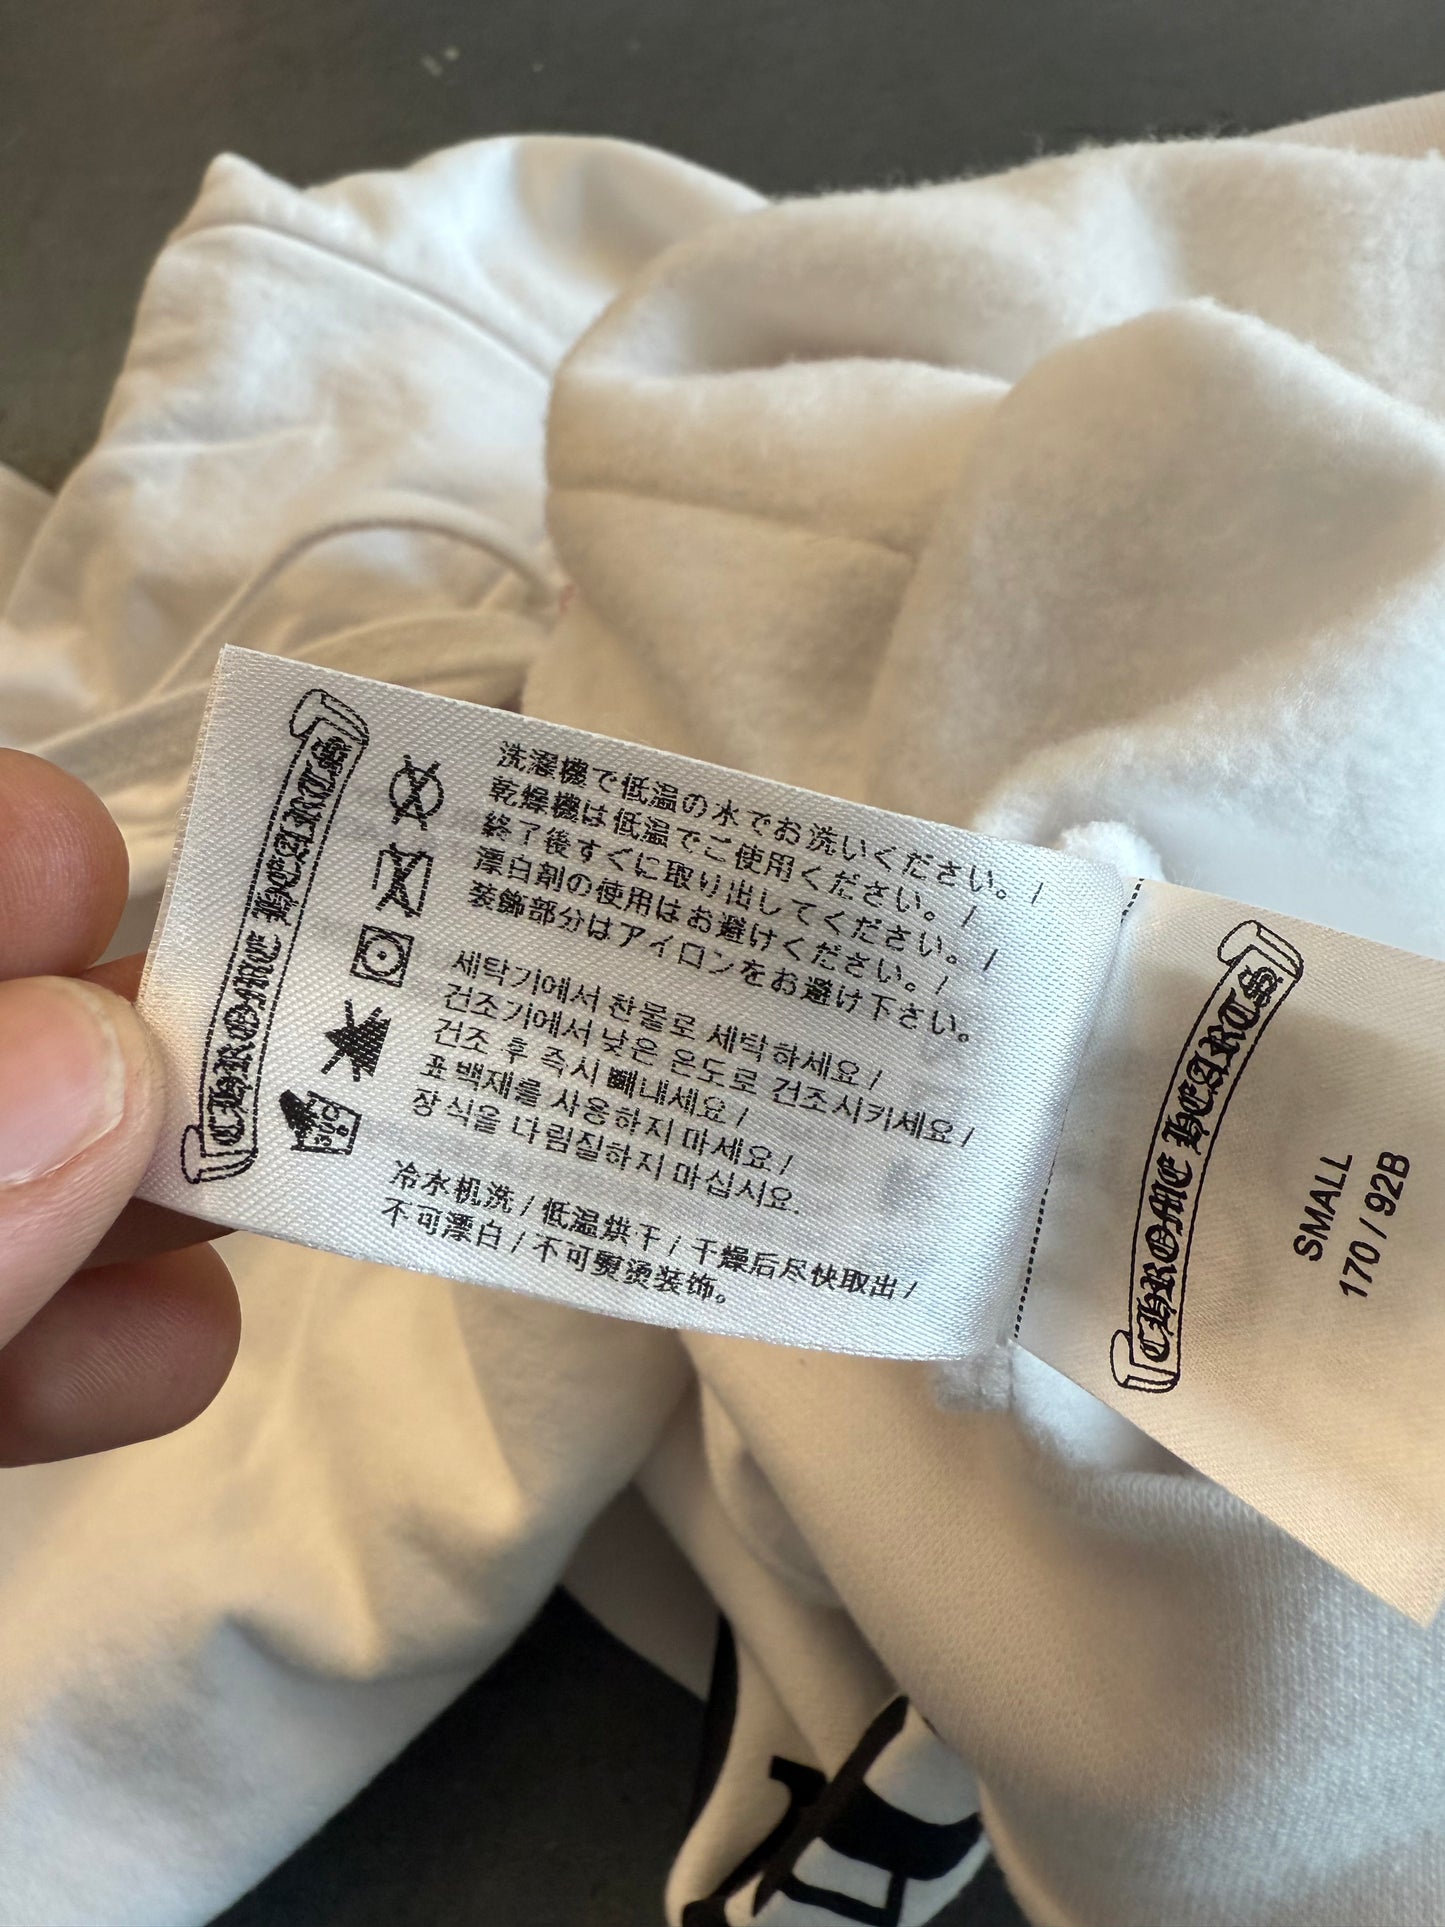 CHROME HEARTS
洗濯機で低温の水でお洗いください。/
乾燥機は低温でご使用ください。/
終了後すぐに取り出してください。/
漂白剤の使用はお避けください。/
装飾部分はアイロンをお避け下さい。
세탁기에서 찬물로 세탁하세요 /
건조기에서 낮은 온도로 건조시키세요 /
건조 후 즉시 빼내세요 /
표백제를 사용하지 마세요 /
장식을 다림질하지 마십시요.
冷水机洗 / 低温烘干 / 干燥后尽快取出 /
不可漂白 / 不可熨烫装饰。
CHROME HEARTS
SMALL
170 / 92B